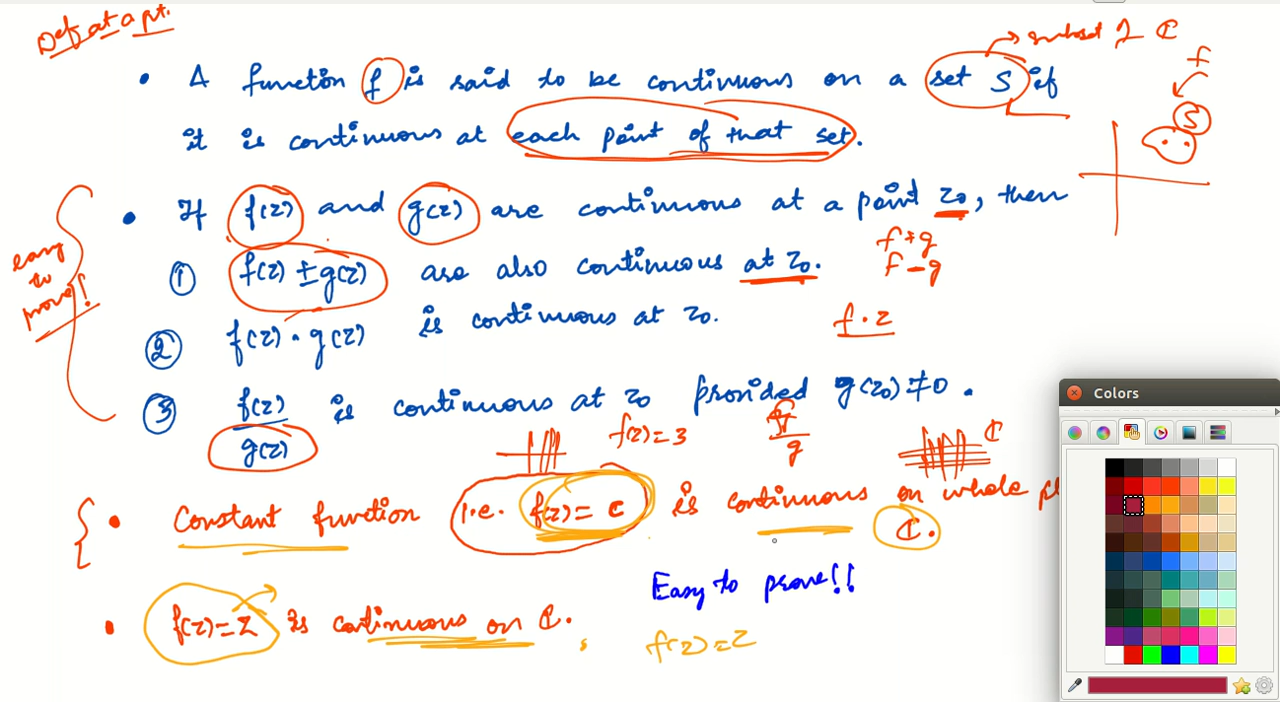 Def at a pt.
→ subset of ℂ
f
• A function f is said to be continuous on a set S if
S
it is continuous at each point of that set.
• If f(z) and g(z) are continuous at a point z0, then
easy to prove!
f+g
① f(z) ± g(z) are also continuous at z0.
f-g
② f(z) · g(z) is continuous at z0.
f · z
③ f(z)/g(z) is continuous at z0 provided g(z0) ≠ 0.
f(z)=3
f/g
ℂ
• Constant function (i.e. f(z) = c) is continuous on whole
ℂ.
Easy to prove!!
• f(z)=z is continuous on ℂ.
f(z)=z
Colors